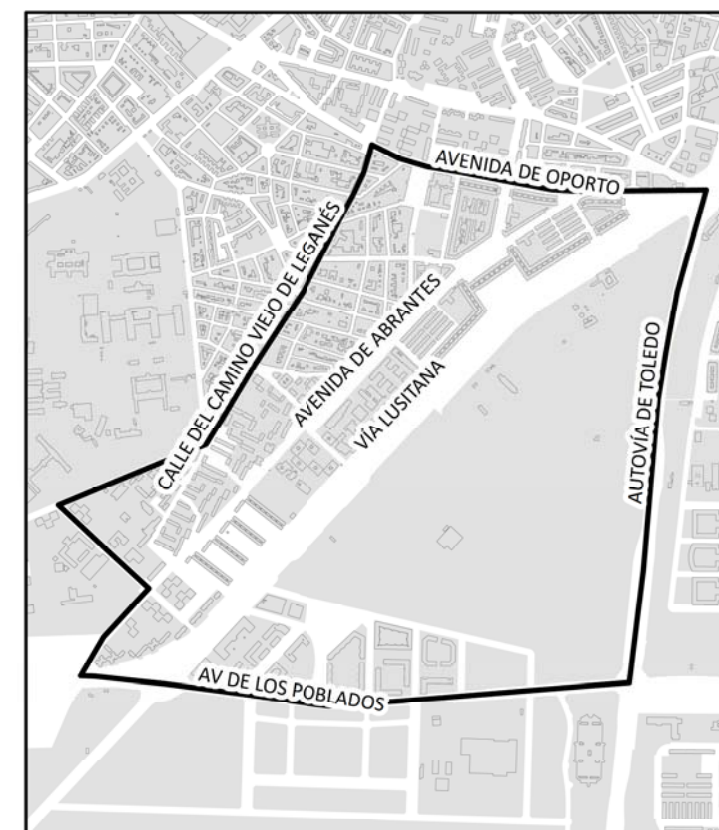 AVENIDA DE OPORTO
CALLE DEL CAMINO VIEJO DE LEGANÉS
AVENIDA DE ABRANTES
VÍA LUSITANA
AUTOVÍA DE TOLEDO
AV DE LOS POBLADOS